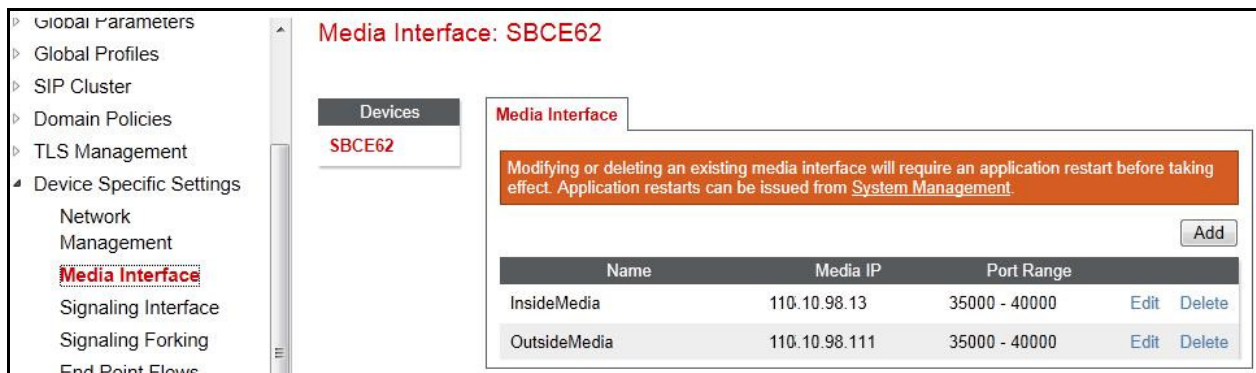 Global Parameters
Global Profiles
SIP Cluster
Domain Policies
TLS Management
Device Specific Settings
Network
Management
Media Interface
Signaling Interface
Signaling Forking
End Point Flows
Media Interface: SBCE62
Devices
SBCE62
Media Interface
Modifying or deleting an existing media interface will require an application restart before taking
effect. Application restarts can be issued from System Management.
Add
Name Media IP Port Range
InsideMedia 110.10.98.13 35000 - 40000 Edit Delete
OutsideMedia 110.10.98.111 35000 - 40000 Edit Delete